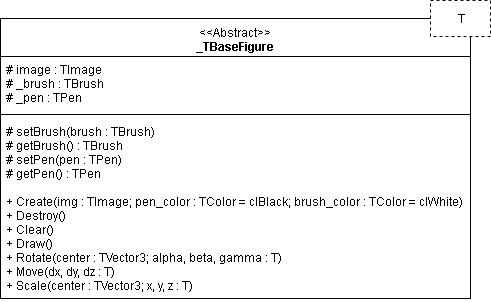 T
<<Abstract>>
_TBaseFigure
# image : TImage
# _brush : TBrush
# _pen : TPen
# setBrush(brush : TBrush)
# getBrush() : TBrush
# setPen(pen : TPen)
# getPen() : TPen
+ Create(img : TImage; pen_color : TColor = clBlack; brush_color : TColor = clWhite)
+ Destroy()
+ Clear()
+ Draw()
+ Rotate(center : TVector3; alpha, beta, gamma : T)
+ Move(dx, dy, dz : T)
+ Scale(center : TVector3; x, y, z : T)